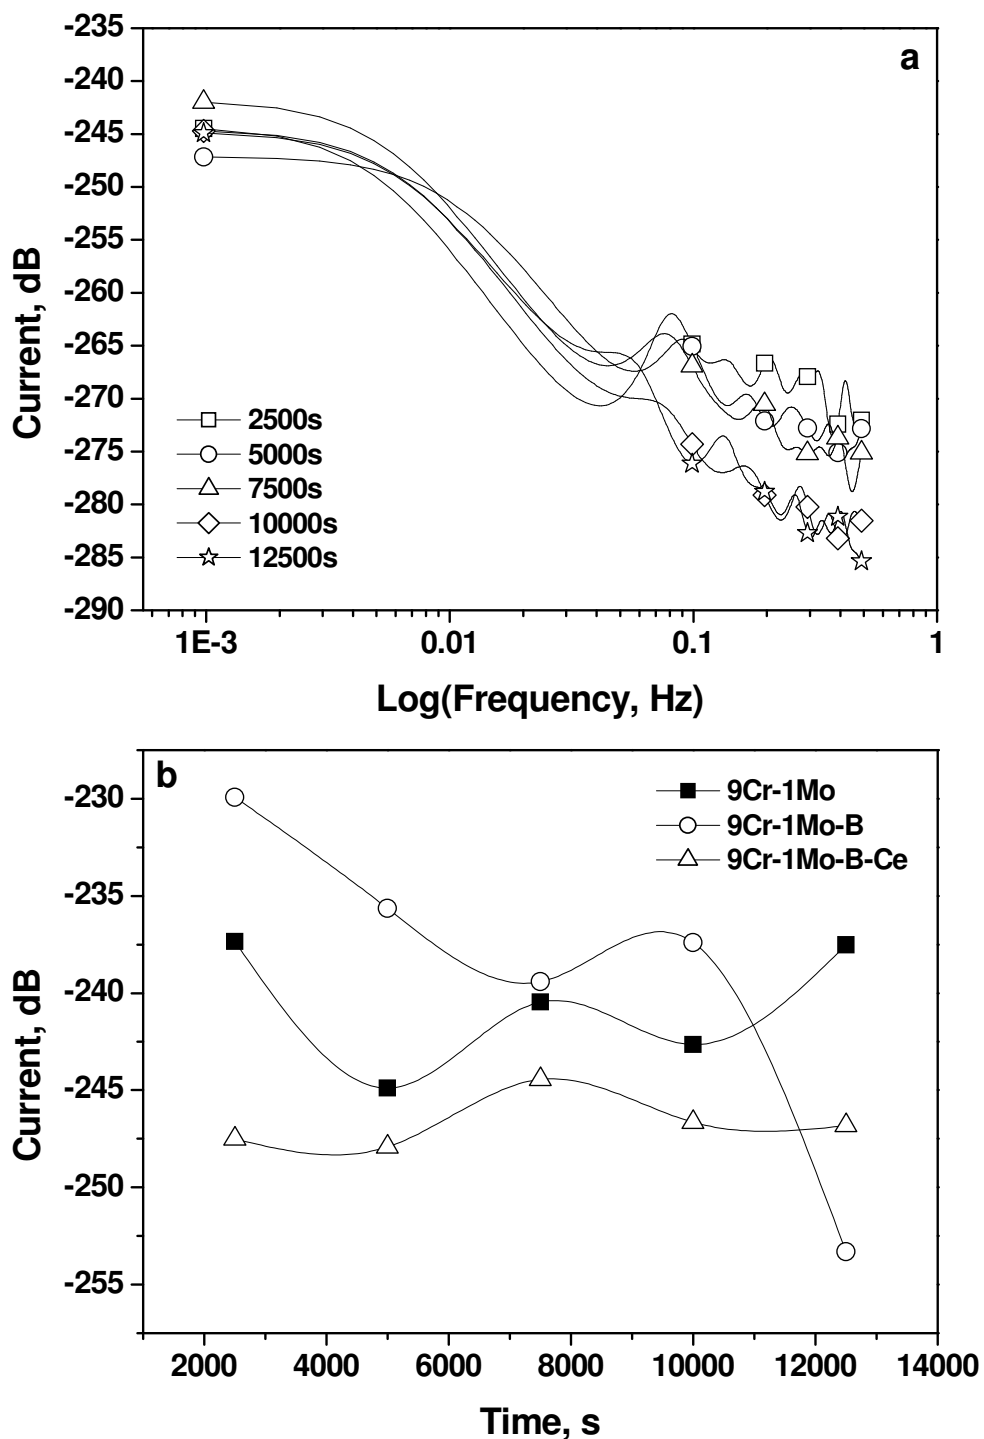 a
-235
-240
-245
-250
-255
-260
-265
-270
-275
-280
-285
-290
Current, dB
2500s
5000s
7500s
10000s
12500s
1E-3 0.01 0.1 1
Log(Frequency, Hz)
b
-230
-235
-240
-245
-250
-255
Current, dB
9Cr-1Mo
9Cr-1Mo-B
9Cr-1Mo-B-Ce
2000 4000 6000 8000 10000 12000 14000
Time, s